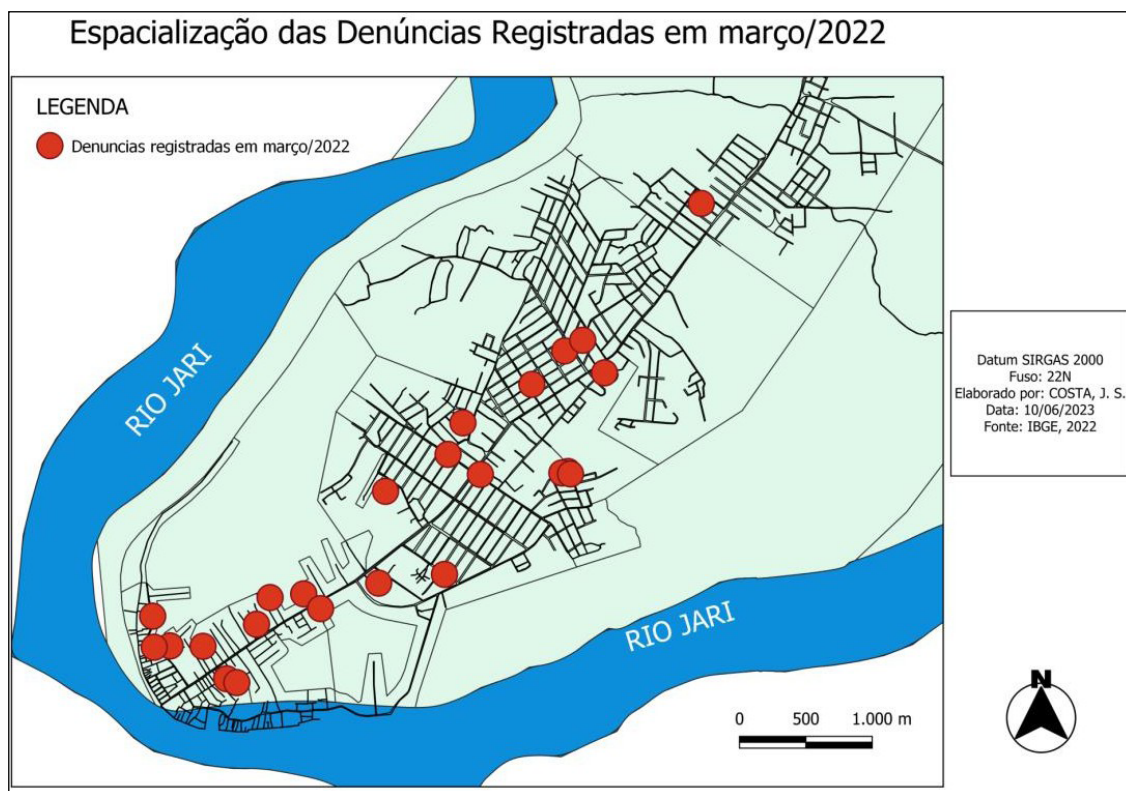 Espacialização das Denúncias Registradas em março/2022
LEGENDA
Denuncias registradas em março/2022
RIO JARI
RIO JARI
Datum SIRGAS 2000
Fuso: 22N
Elaborado por: COSTA, J. S.
Data: 10/06/2023
Fonte: IBGE, 2022
0 500 1.000 m
N